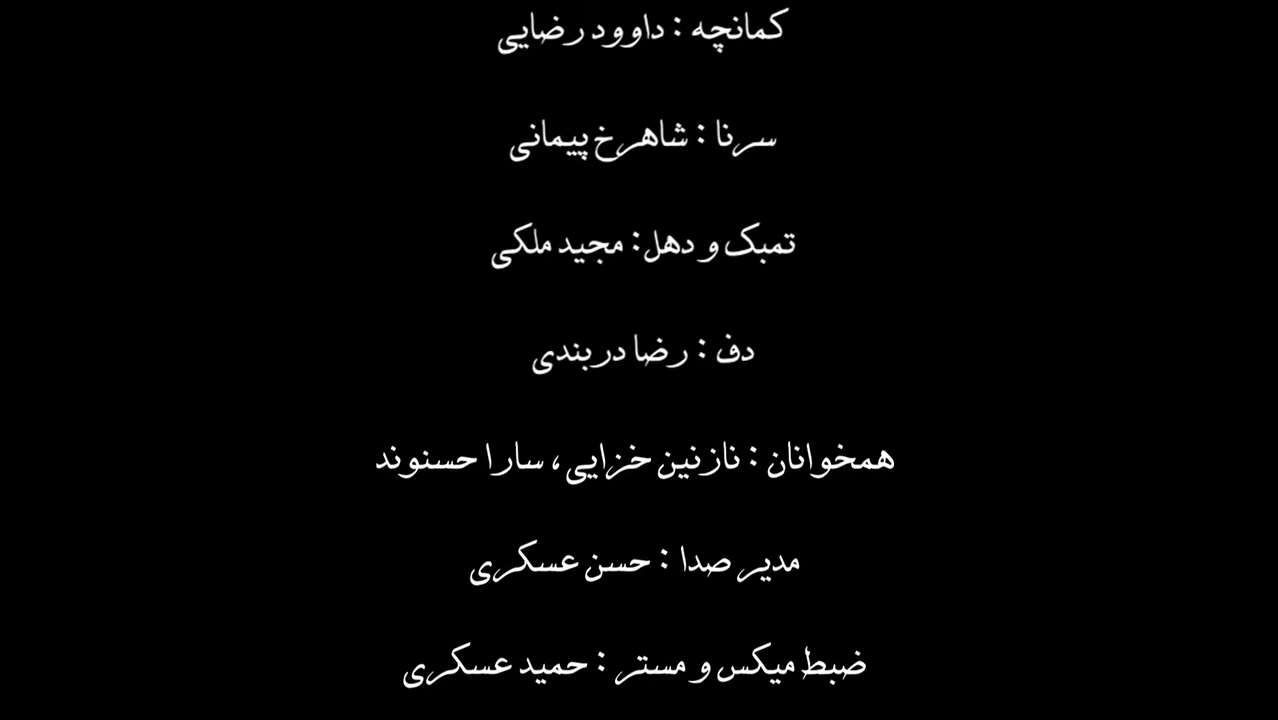 کمانچه : داوود رضایی
سرنا : شاهرخ پیمانی
تمبک و دهل: مجید ملکی
دف : رضا دربندی
همخوانان : نازنین خزایی، سارا حسنوند
مدیر صدا : حسن عسکری
ضبط میکس و مستر : حمید عسکری